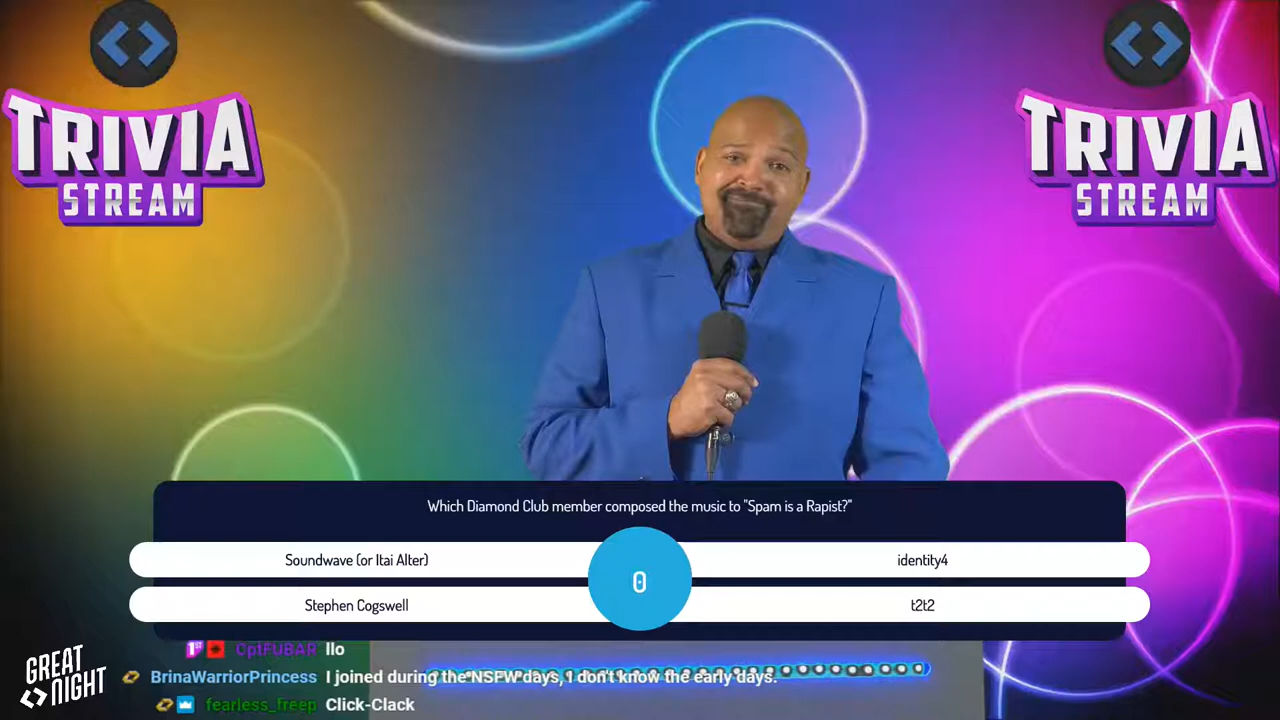 TRIVIA
STREAM
TRIVIA
STREAM
Which Diamond Club member composed the music to "Spam is a Rapist?"
Soundwave (or Itai Alter)
identity4
0
Stephen Cogswell
t2t2
CptFUBAR llo
BrinaWarriorPrincess I joined during the NSFW days, I don't know the early days.
fearless_freep Click-Clack
GREAT
NIGHT